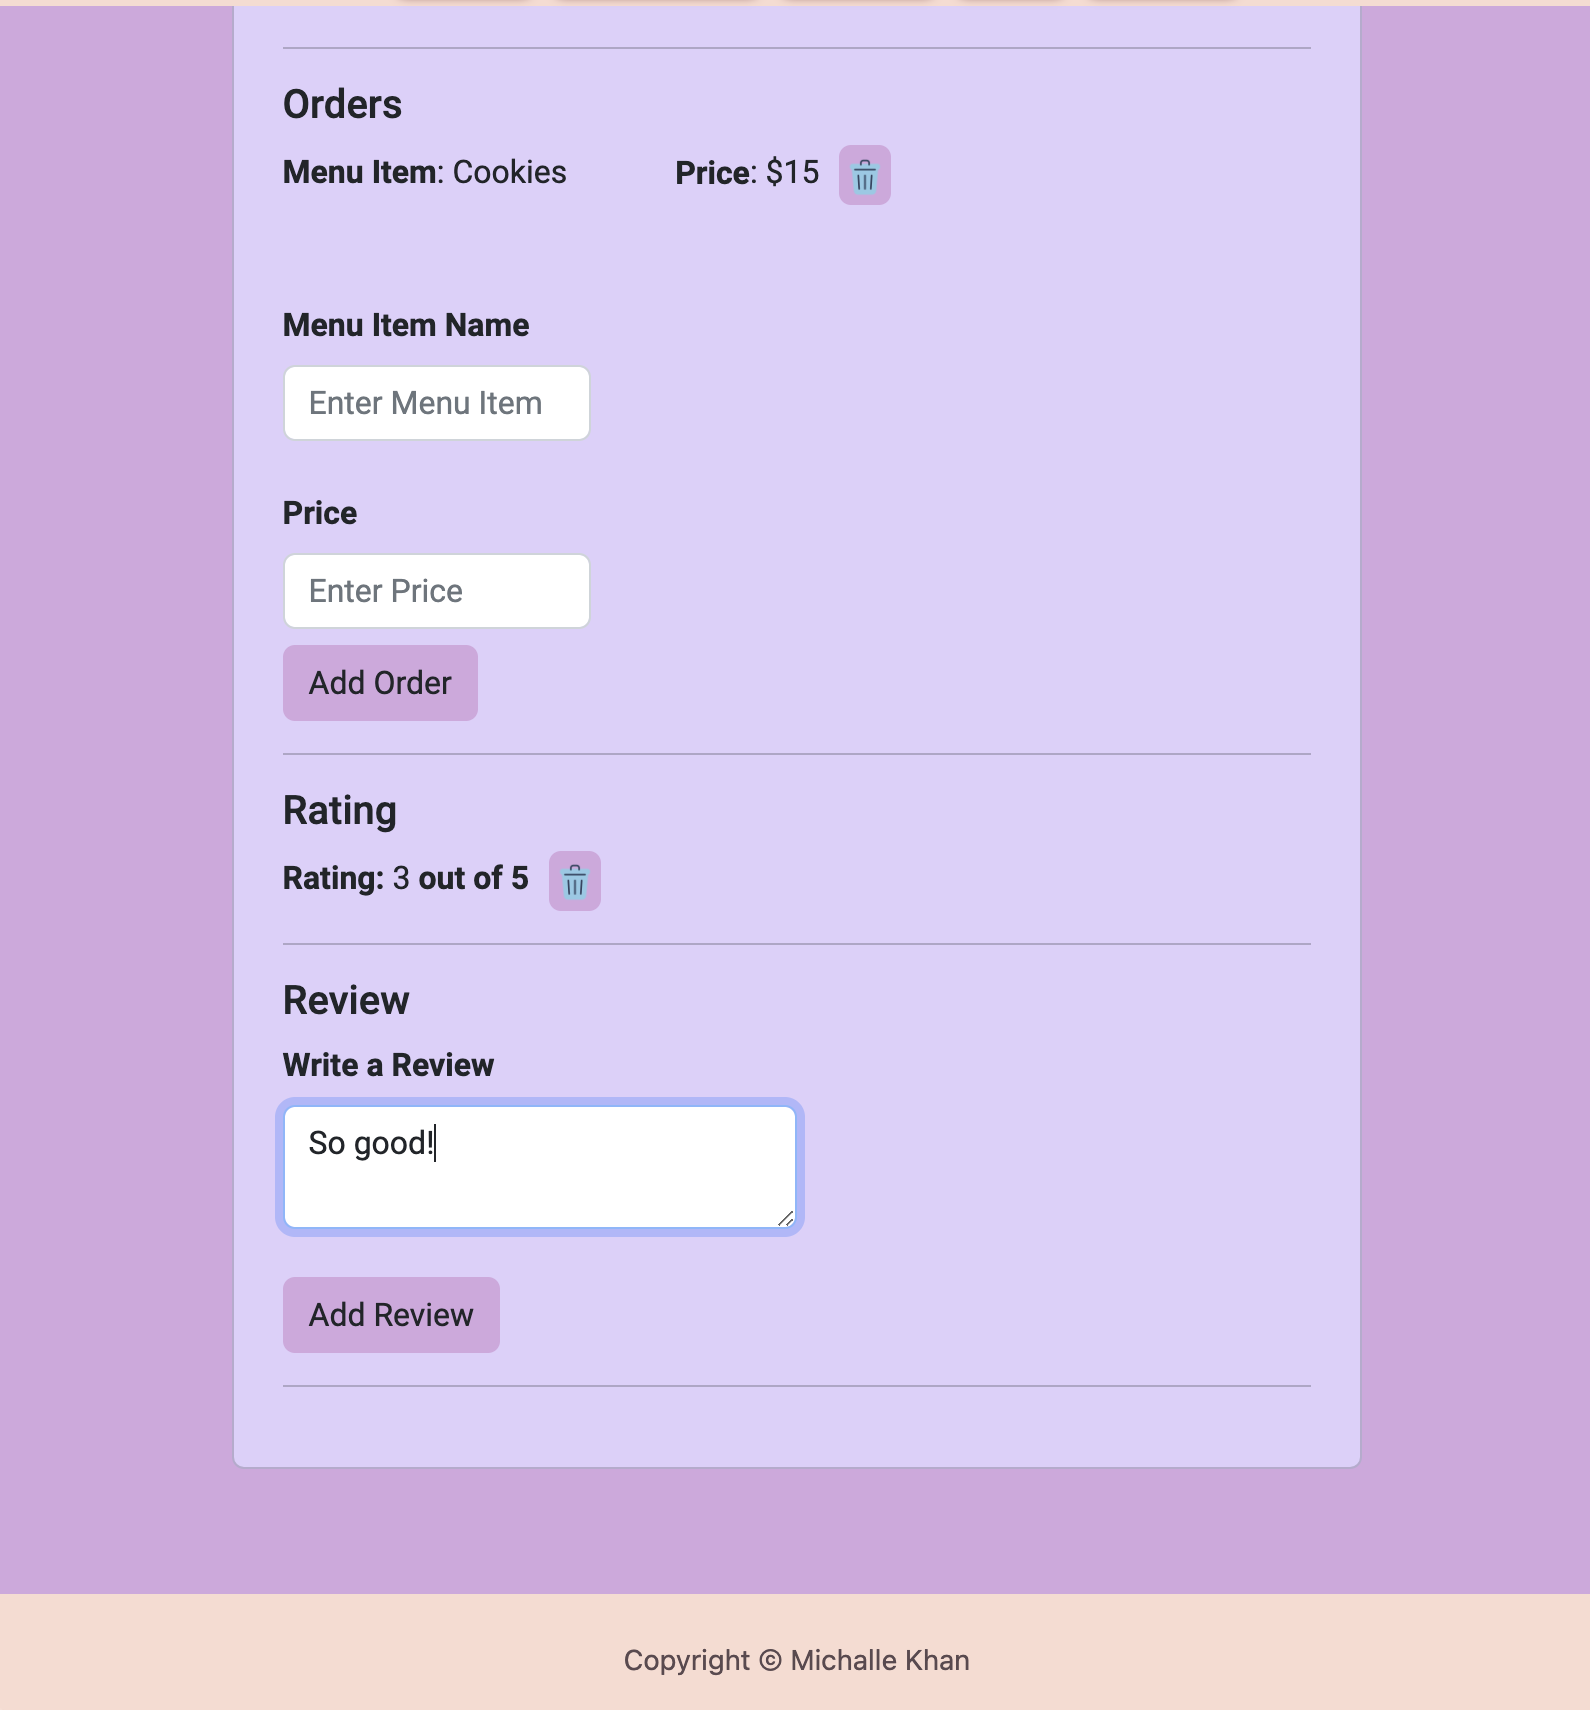 Orders
Menu Item: Cookies Price: $15
Menu Item Name
Enter Menu Item
Price
Enter Price
Add Order
Rating
Rating: 3 out of 5
Review
Write a Review
So good!
Add Review
Copyright © Michalle Khan